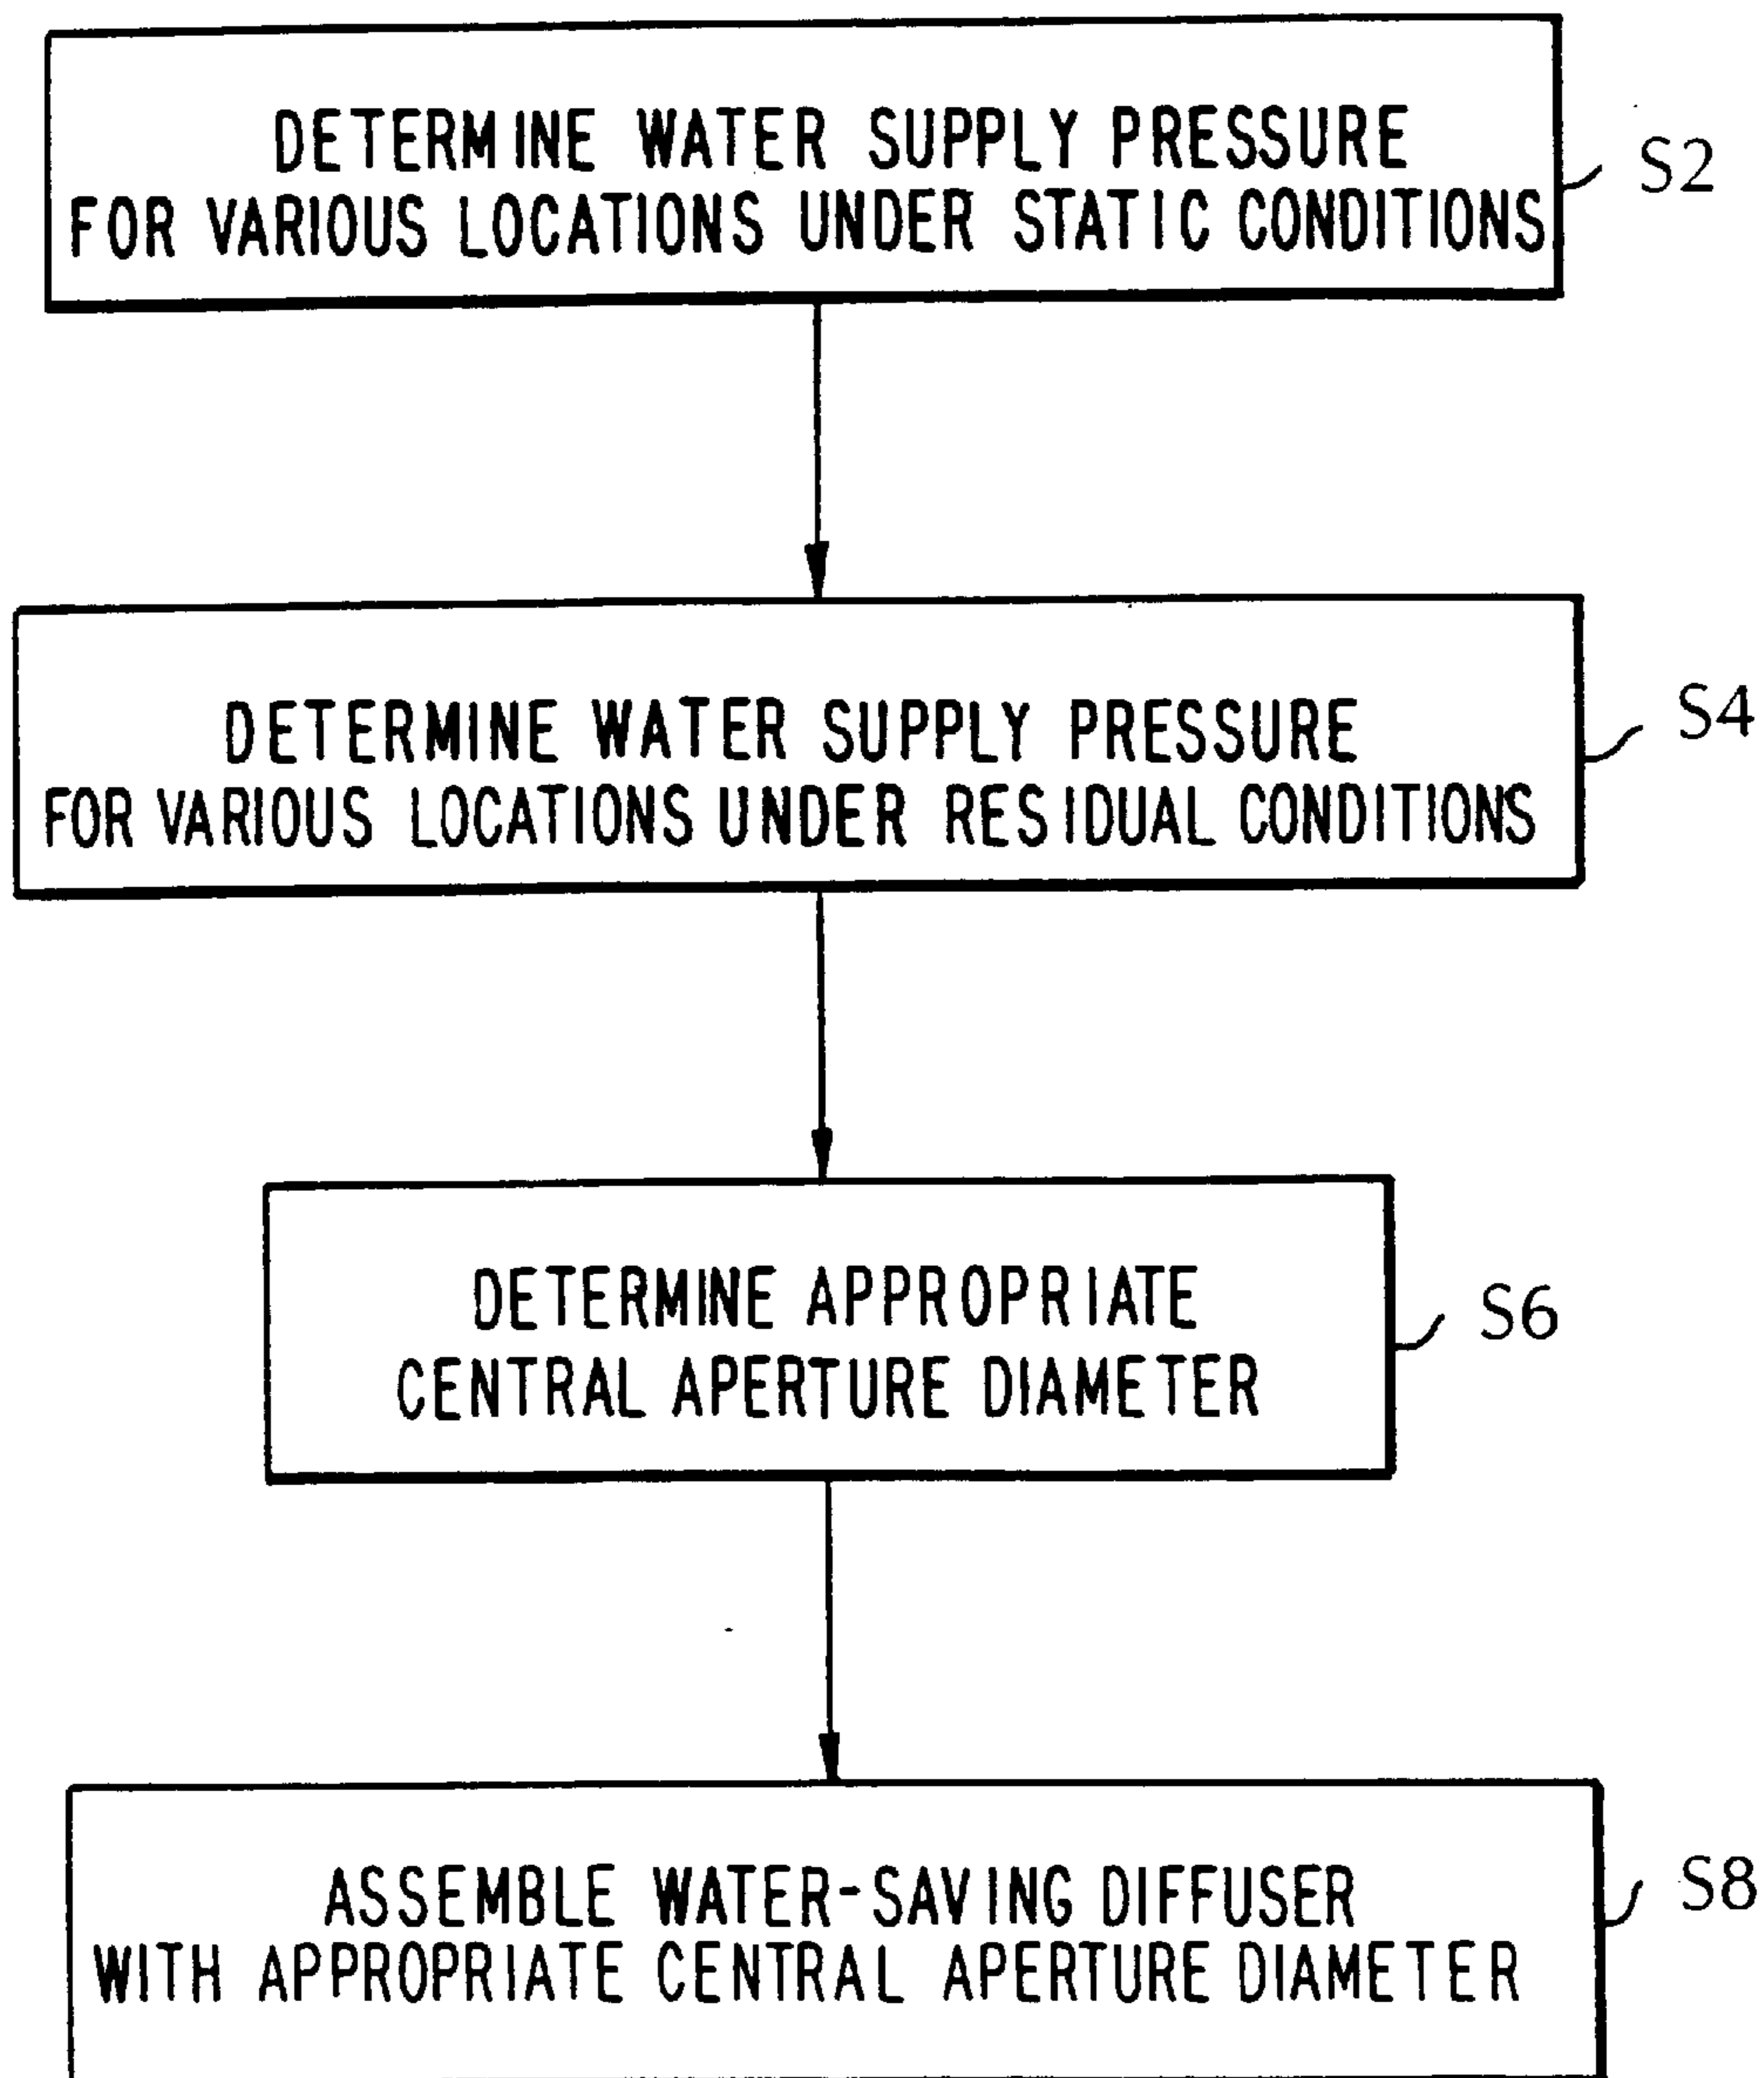 DETERMINE WATER SUPPLY PRESSURE
FOR VARIOUS LOCATIONS UNDER STATIC CONDITIONS
S2
DETERMINE WATER SUPPLY PRESSURE
FOR VARIOUS LOCATIONS UNDER RESIDUAL CONDITIONS
S4
DETERMINE APPROPRIATE
CENTRAL APERTURE DIAMETER
S6
ASSEMBLE WATER-SAVING DIFFUSER
WITH APPROPRIATE CENTRAL APERTURE DIAMETER
S8